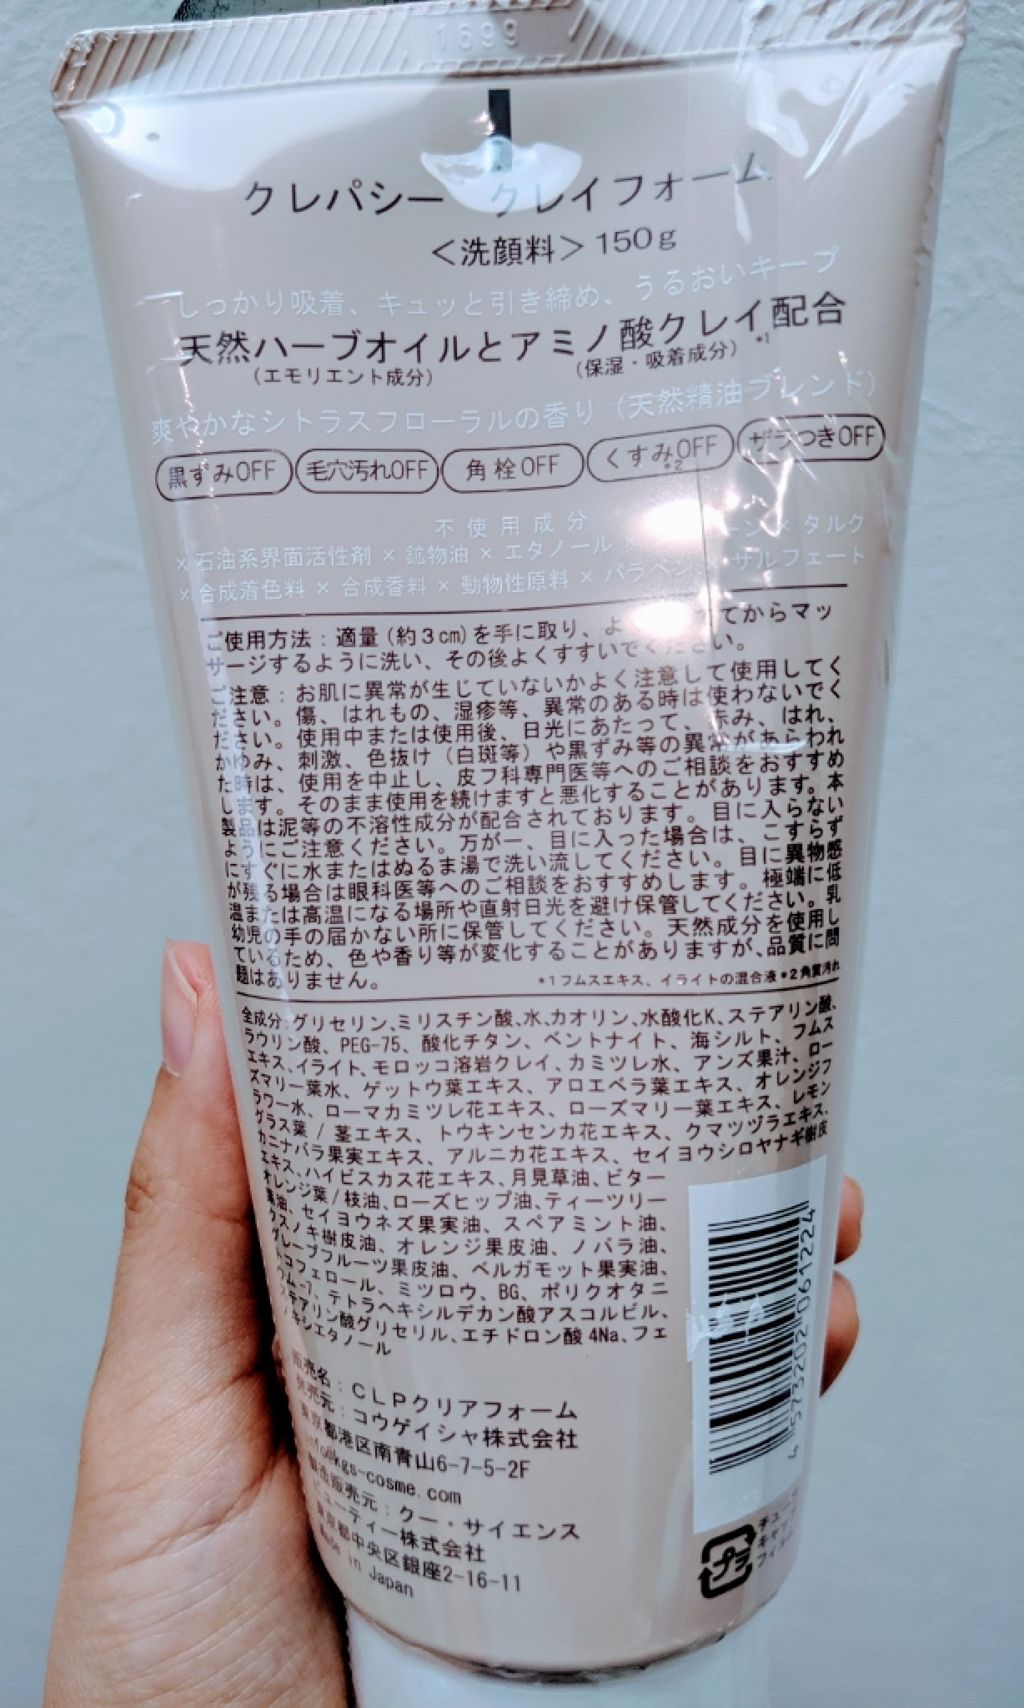 1699
クレパシー クレイフォーム
＜洗顔料＞150g
しっかり吸着、キュッと引き締め、うるおいキープ
天然ハーブオイルとアミノ酸クレイ*1配合
（エモリエント成分） （保湿・吸着成分）
爽やかなシトラスフローラルの香り（天然精油ブレンド）
黒ずみOFF 毛穴汚れOFF 角栓OFF くすみ*2OFF ザラつきOFF
不使用成分
×石油系界面活性剤 × 鉱物油 × エタノール × ーン × タルク
×合成着色料 × 合成香料 × 動物性原料 × パラベン サルフェート
ご使用方法：適量（約3cm）を手に取り、よ てからマッ
サージするように洗い、その後よくすすいでください。
ご注意：お肌に異常が生じていないかよく注意して使用してく
ださい。傷、はれもの、湿疹等、異常のある時は使わないでく
ださい。使用中または使用後、日光にあたって、赤み、はれ、
かゆみ、刺激、色抜け（白斑等）や黒ずみ等の異常があらわれ
た時は、使用を中止し、皮フ科専門医等へのご相談をおすすめ
します。そのまま使用を続けますと悪化することがあります。本
製品は泥等の不溶性成分が配合されております。目に入らない
ようにご注意ください。万が一、目に入った場合は、こすらず
にすぐに水またはぬるま湯で洗い流してください。目に異物感
が残る場合は眼科医等へのご相談をおすすめします。極端に低
温または高温になる場所や直射日光を避け保管してください。乳
幼児の手の届かない所に保管してください。天然成分を使用し
ているため、色や香り等が変化することがありますが、品質に問
題はありません。
*1フムスエキス、イライトの混合液 *2角質汚れ
全成分：グリセリン、ミリスチン酸、水、カオリン、水酸化K、ステアリン酸、
ラウリン酸、PEG-75、酸化チタン、ベントナイト、海シルト、フムス
エキス、イライト、モロッコ溶岩クレイ、カミツレ水、アンズ果汁、ロー
ズマリー葉水、ゲットウ葉エキス、アロエベラ葉エキス、オレンジフ
ラワー水、ローマカミツレ花エキス、ローズマリー葉エキス、レモン
グラス葉/茎エキス、トウキンセンカ花エキス、クマツヅラエキス、
カニナバラ果実エキス、アルニカ花エキス、セイヨウシロヤナギ樹皮
エキス、ハイビスカス花エキス、月見草油、ビター
オレンジ葉/枝油、ローズヒップ油、ティーツリー
葉油、セイヨウネズ果実油、スペアミント油、
クスノキ樹皮油、オレンジ果皮油、ノバラ油、
グレープフルーツ果皮油、ベルガモット果実油、
トコフェロール、ミツロウ、BG、ポリクオタニ
ウム-7、テトラヘキシルデカン酸アスコルビル、
ステアリン酸グリセリル、エチドロン酸4Na、フェ
ノキシエタノール
販売名：CLPクリアフォーム
発売元：コウゲイシャ株式会社
東京都港区南青山6-7-5-2F
info@kgs-cosme.com
製造販売元：クー・サイエンス
ビューティー株式会社
東京都中央区銀座2-16-11
Made in Japan
4 573202 061224
プラ